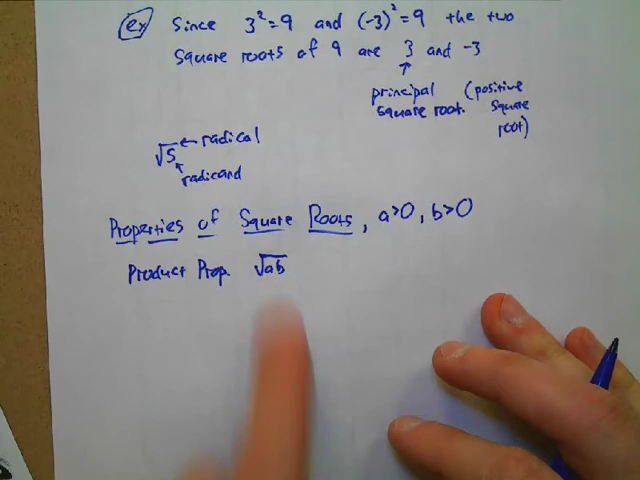 ex Since 3²=9 and (-3)²=9 the two
square roots of 9 are 3 and -3
↑
principal square root. (positive square root)
√5 ← radical
radicand
Properties of Square Roots, a>0, b>0
Product Prop. √ab